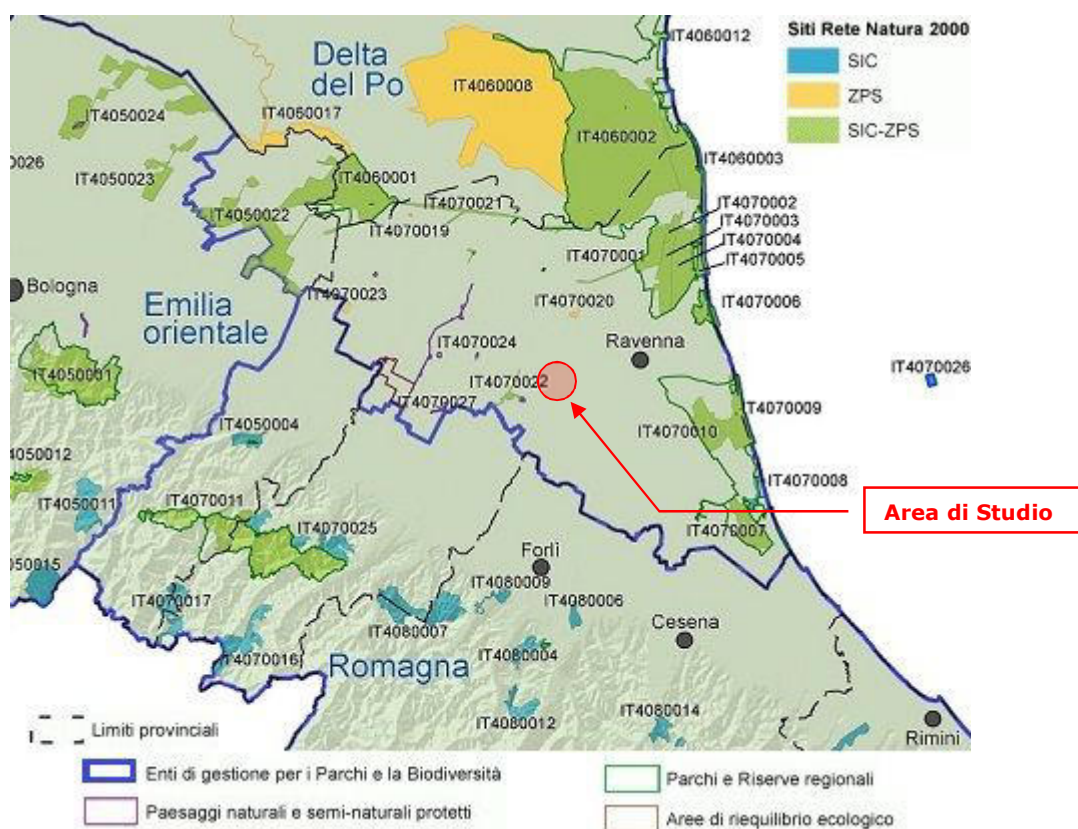 Siti Rete Natura 2000
SIC
ZPS
SIC-ZPS
IT4060012
Delta
del Po
IT4060008
IT4050024
IT4060017
IT4060002
0026
IT4050023
IT4060001
IT4060003
IT4050022
IT4070021
IT4070002
IT4070019
IT4070003
IT4070004
IT4070001
IT4070005
Bologna
IT4070023
IT4070020
IT4070006
Emilia
orientale
IT4070024
Ravenna
IT4050001
IT4070022
IT4070026
IT4070027
IT4070009
IT4050004
IT4070010
4050012
IT4050011
IT4070011
IT4070008
Area di Studio
IT4070025
IT4070007
Forlì
050015
IT4080009
IT4070017
IT4080006
IT4080007
Cesena
IT4080004
IT4070016
Romagna
IT4080012
IT4080014
Rimini
Limiti provinciali
Enti di gestione per i Parchi e la Biodiversità
Parchi e Riserve regionali
Paesaggi naturali e semi-naturali protetti
Aree di riequilibrio ecologico